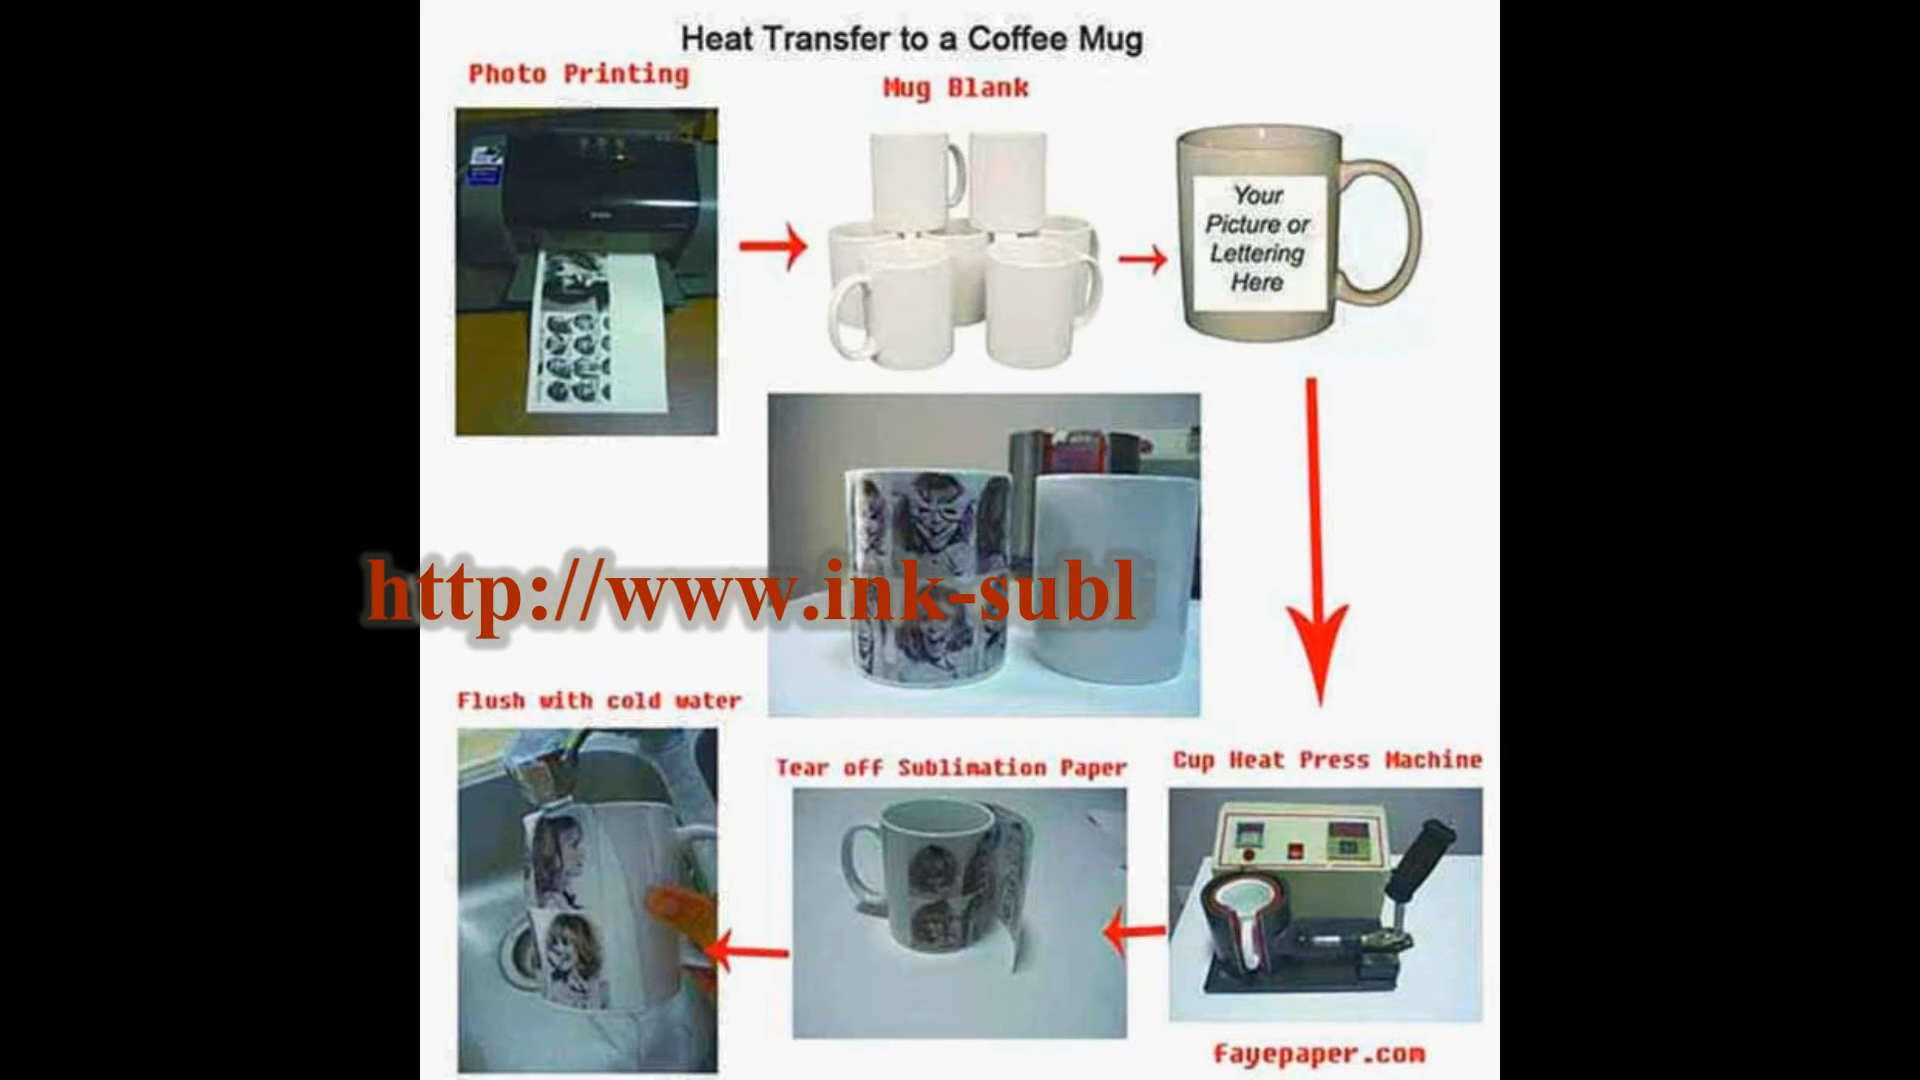 Heat Transfer to a Coffee Mug
Photo Printing
Mug Blank
Your
Picture or
Lettering
Here
http://www.ink-subl
Flush with cold water
Tear off Sublimation Paper
Cup Heat Press Machine
fayepaper.com